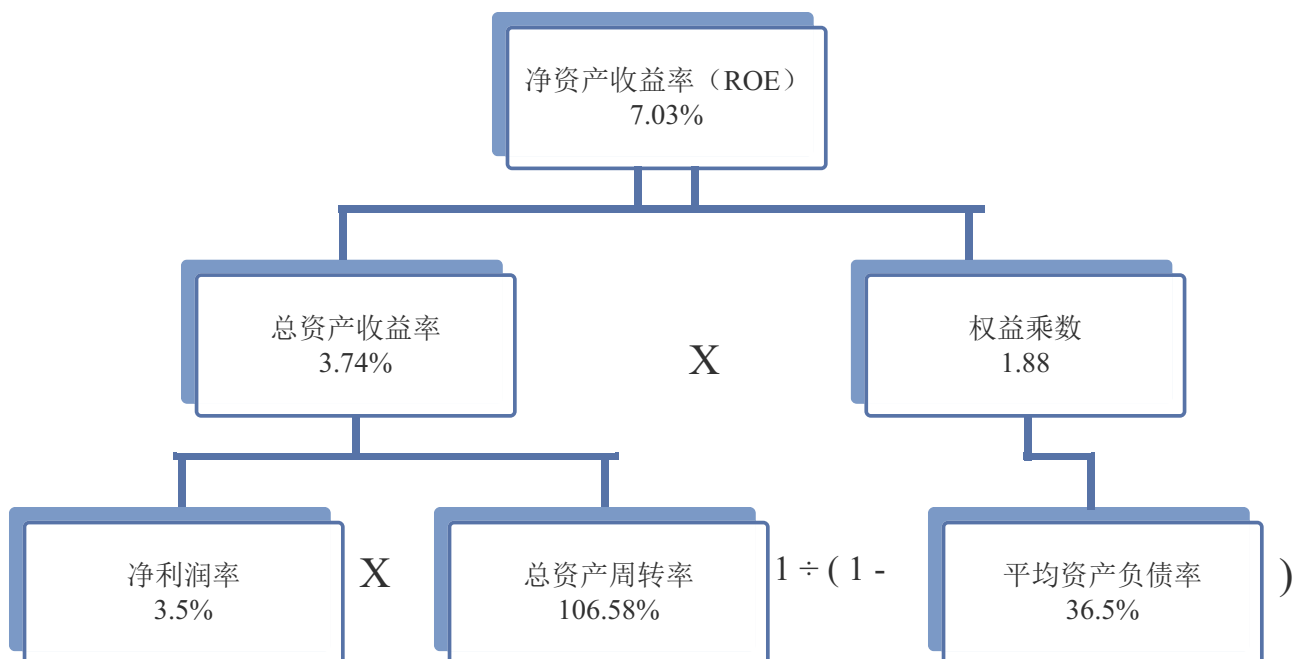 净资产收益率（ROE）
7.03%
总资产收益率
3.74%
X
权益乘数
1.88
净利润率
3.5%
X
总资产周转率
106.58%
1 ÷ ( 1 -
平均资产负债率
36.5%
)